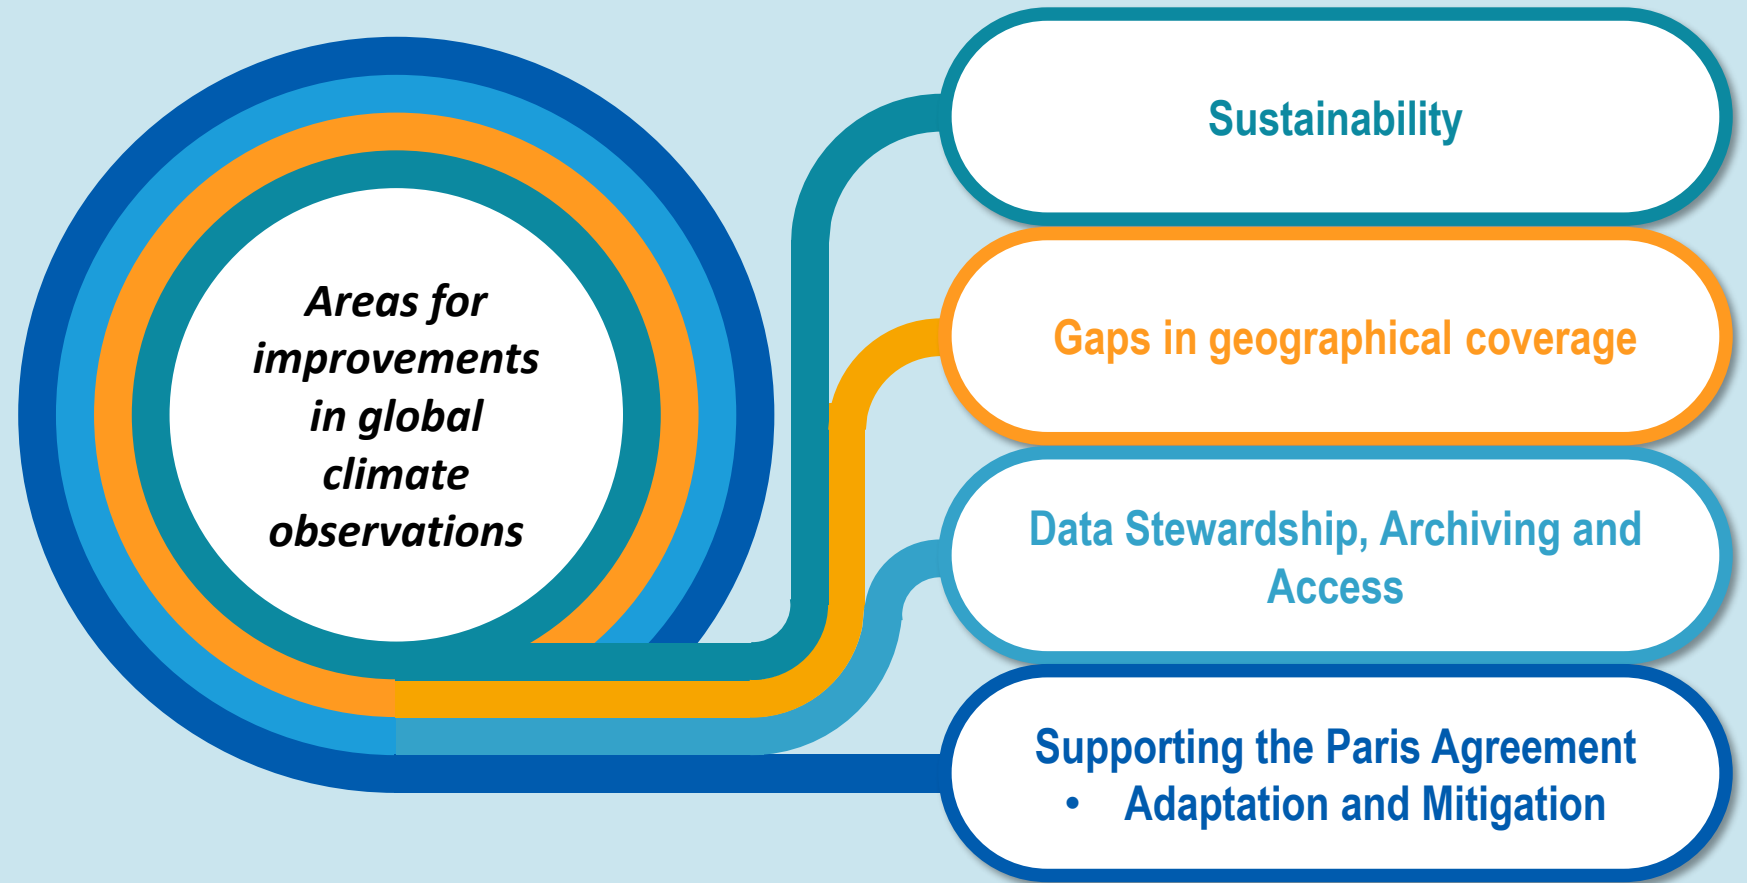 Areas for
improvements
in global
climate
observations
Sustainability
Gaps in geographical coverage
Data Stewardship, Archiving and
Access
Supporting the Paris Agreement
• Adaptation and Mitigation